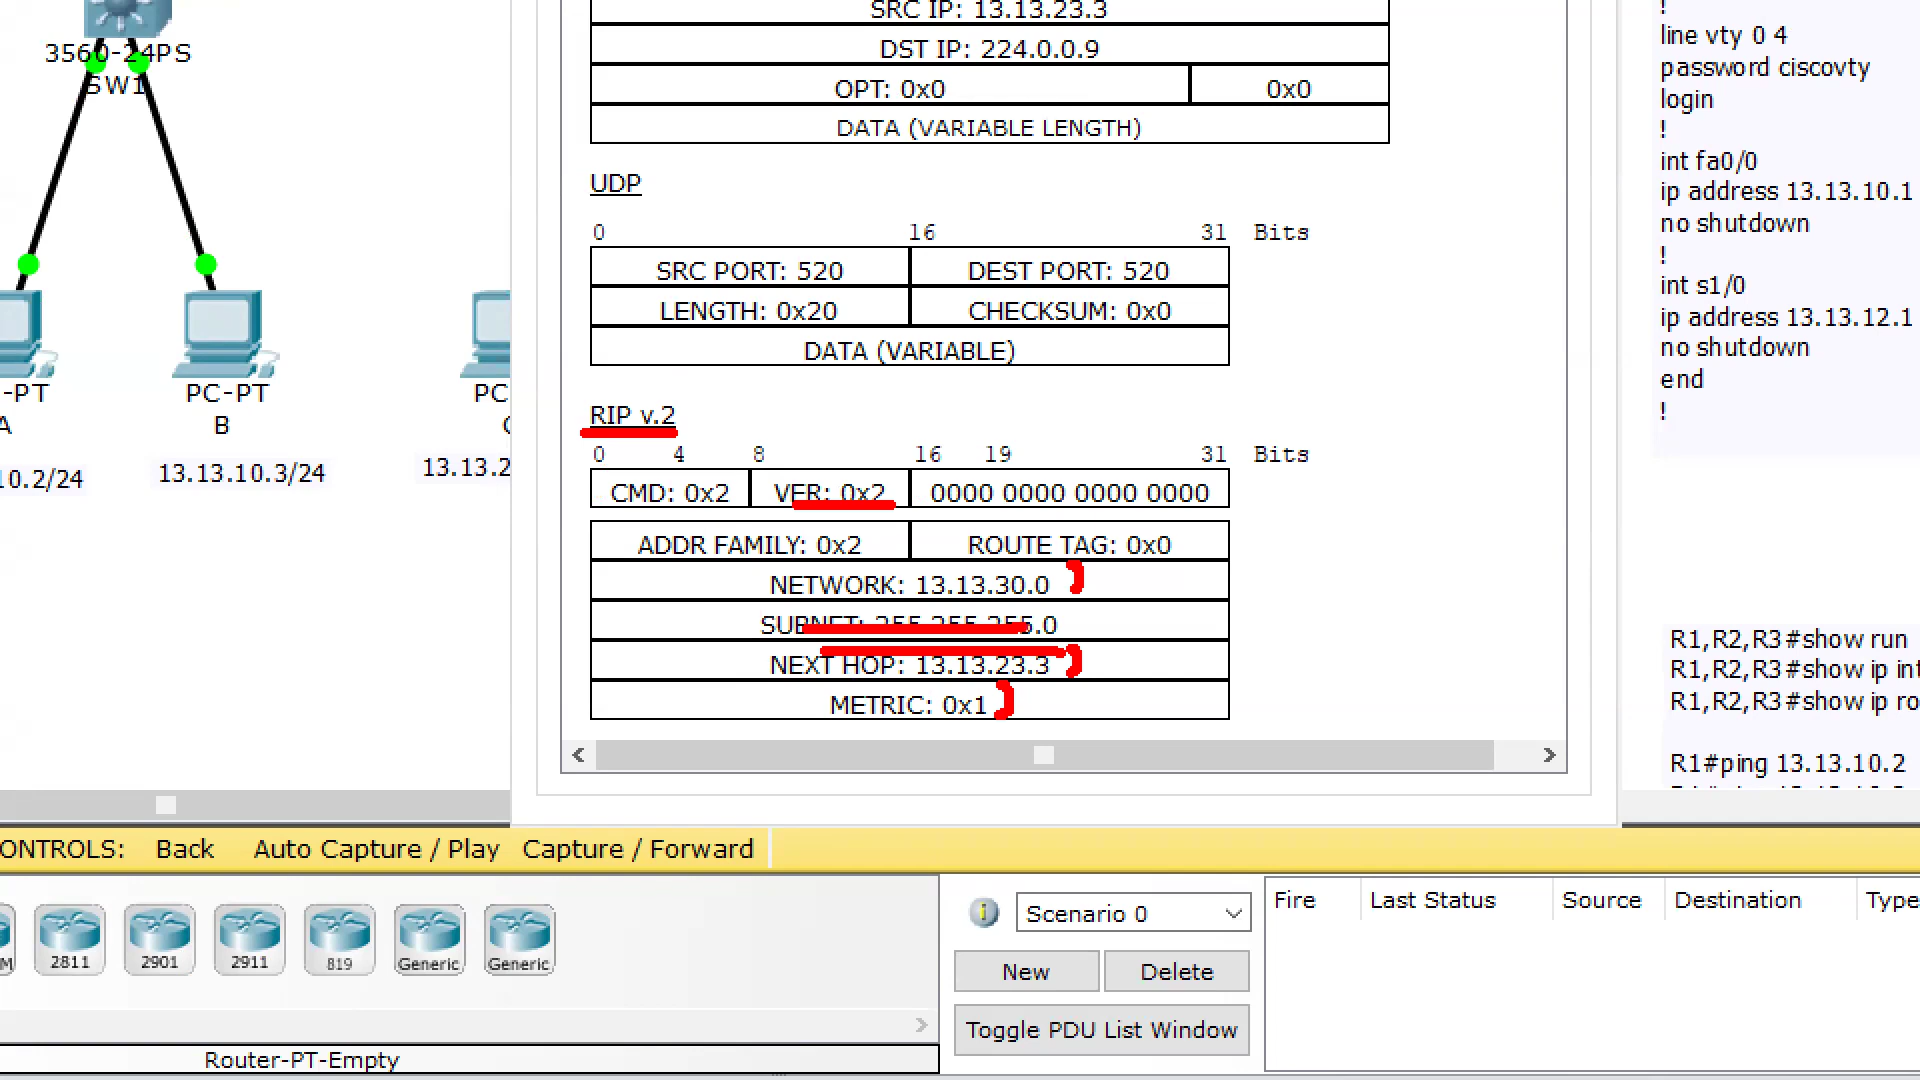 3560-24PS
SW1
-PT
A
PC-PT
B
PC
10.2/24
13.13.10.3/24
13.13.2
SRC IP: 13.13.23.3
DST IP: 224.0.0.9
OPT: 0x0
0x0
DATA (VARIABLE LENGTH)
UDP
0 16 31 Bits
SRC PORT: 520
DEST PORT: 520
LENGTH: 0x20
CHECKSUM: 0x0
DATA (VARIABLE)
RIP v.2
0 4 8 16 19 31 Bits
CMD: 0x2
VER: 0x2
0000 0000 0000 0000
ADDR FAMILY: 0x2
ROUTE TAG: 0x0
NETWORK: 13.13.30.0
SUBNET: 255.255.255.0
NEXT HOP: 13.13.23.3
METRIC: 0x1
!
line vty 0 4
password ciscovty
login
!
int fa0/0
ip address 13.13.10.1
no shutdown
!
int s1/0
ip address 13.13.12.1
no shutdown
end
!
R1,R2,R3#show run
R1,R2,R3#show ip int
R1,R2,R3#show ip ro
R1#ping 13.13.10.2
ONTROLS: Back Auto Capture / Play Capture / Forward
M
2811
2901
2911
819
Generic
Generic
Router-PT-Empty
Scenario 0
New
Delete
Toggle PDU List Window
Fire Last Status Source Destination Type